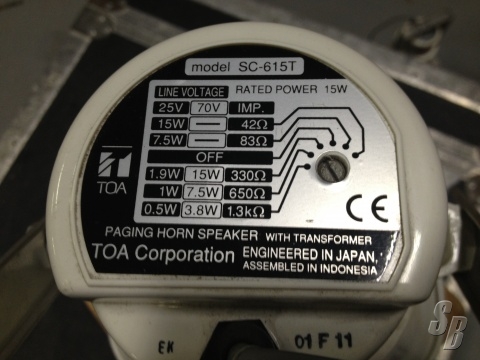 model SC-615T
LINE VOLTAGE RATED POWER 15W
25V 70V IMP.
15W — 42Ω
7.5W — 83Ω
OFF
1.9W 15W 330Ω
1W 7.5W 650Ω
0.5W 3.8W 1.3kΩ
TOA
CE
PAGING HORN SPEAKER WITH TRANSFORMER
TOA Corporation ENGINEERED IN JAPAN,
ASSEMBLED IN INDONESIA
EK 01 F 11
SB